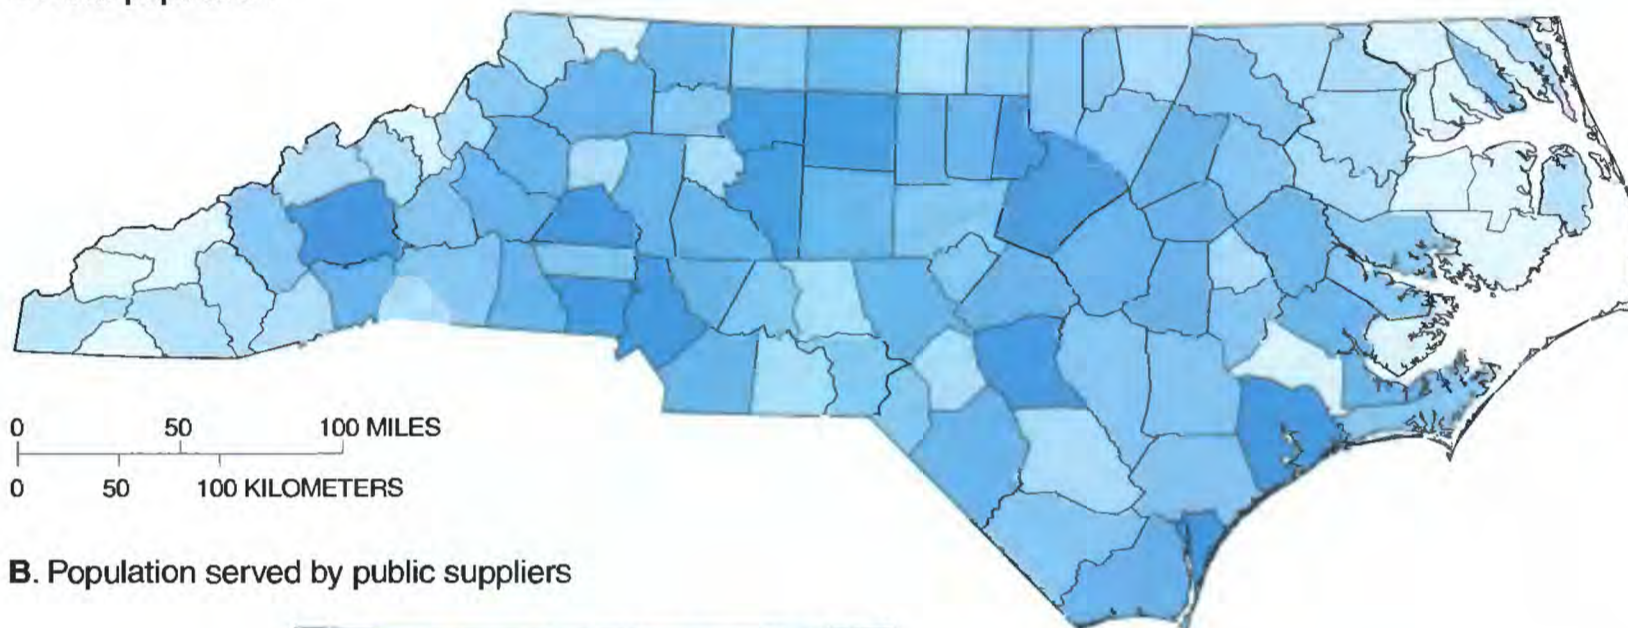 0 50 100 MILES
0 50 100 KILOMETERS
B. Population served by public suppliers